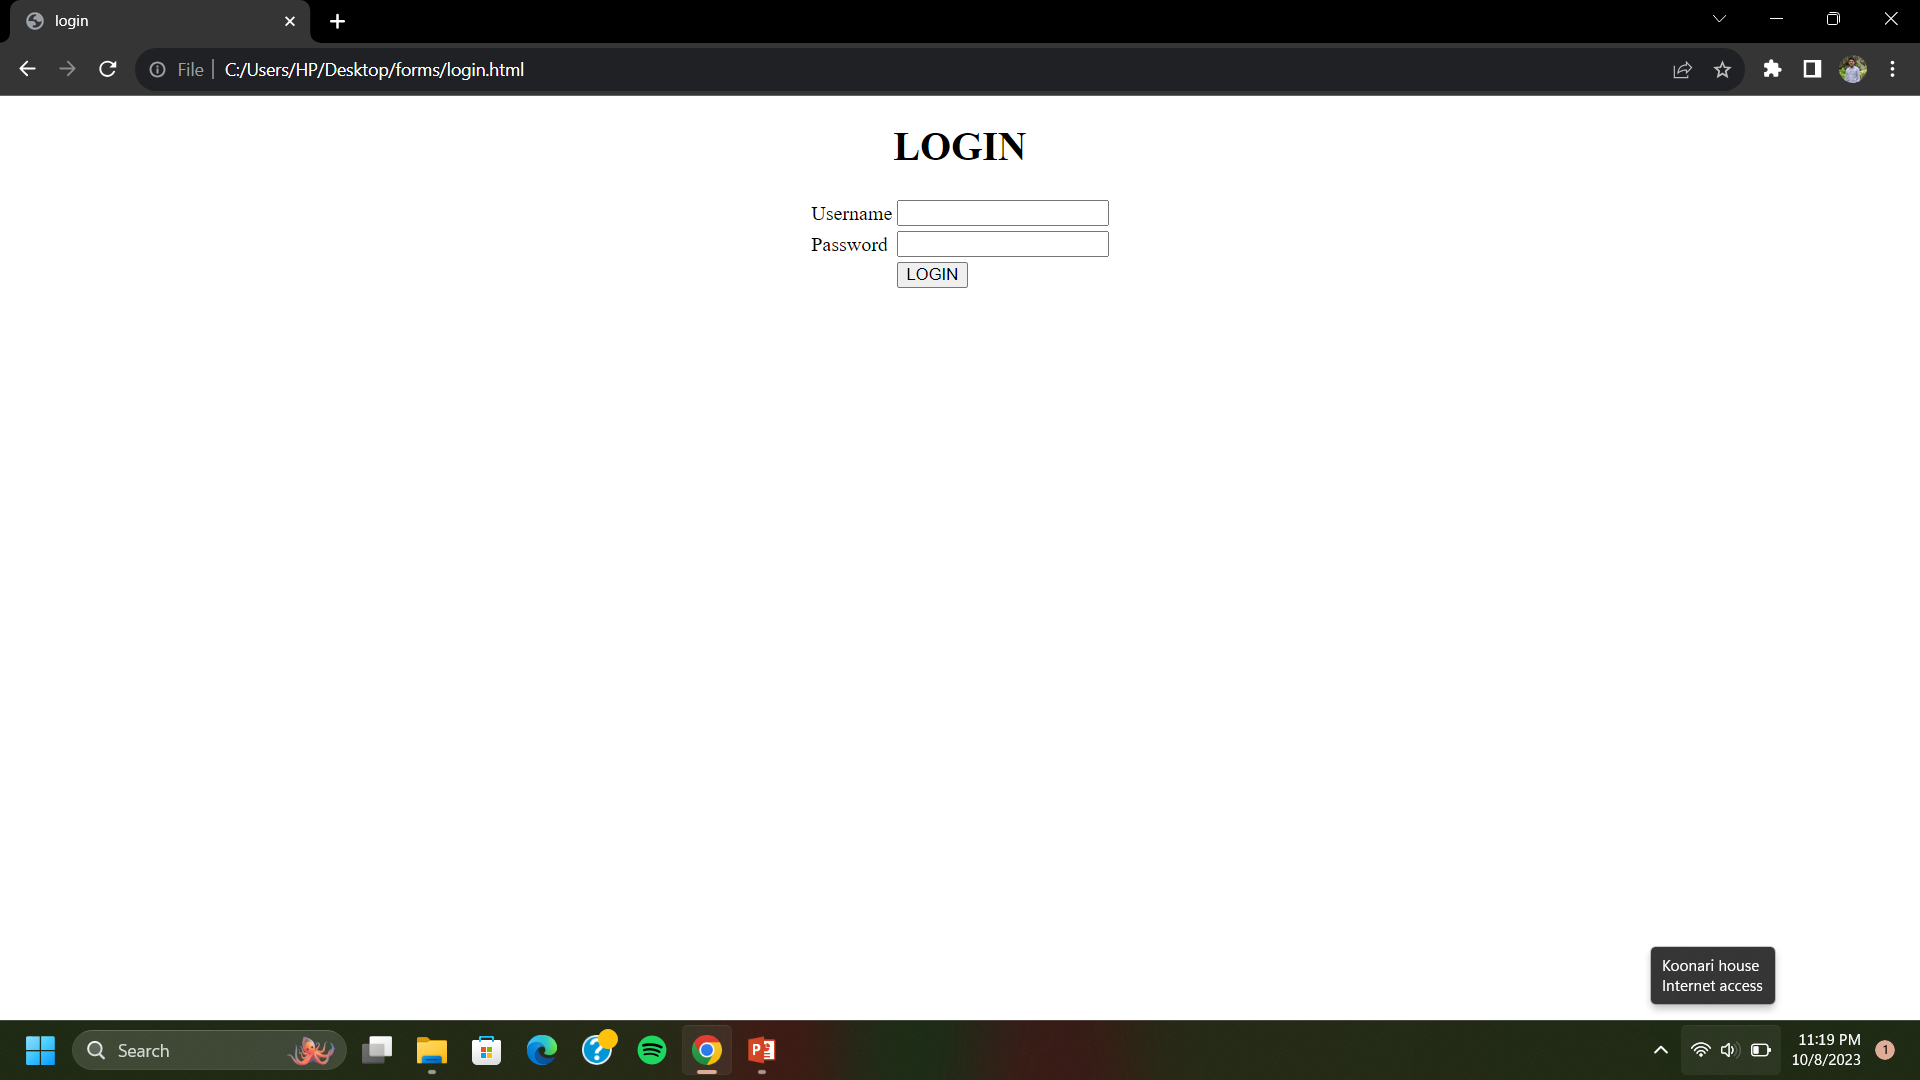 login
File
C:/Users/HP/Desktop/forms/login.html
LOGIN
Username
Password
LOGIN
Koonari house
Internet access
Search
11:19 PM
10/8/2023
1